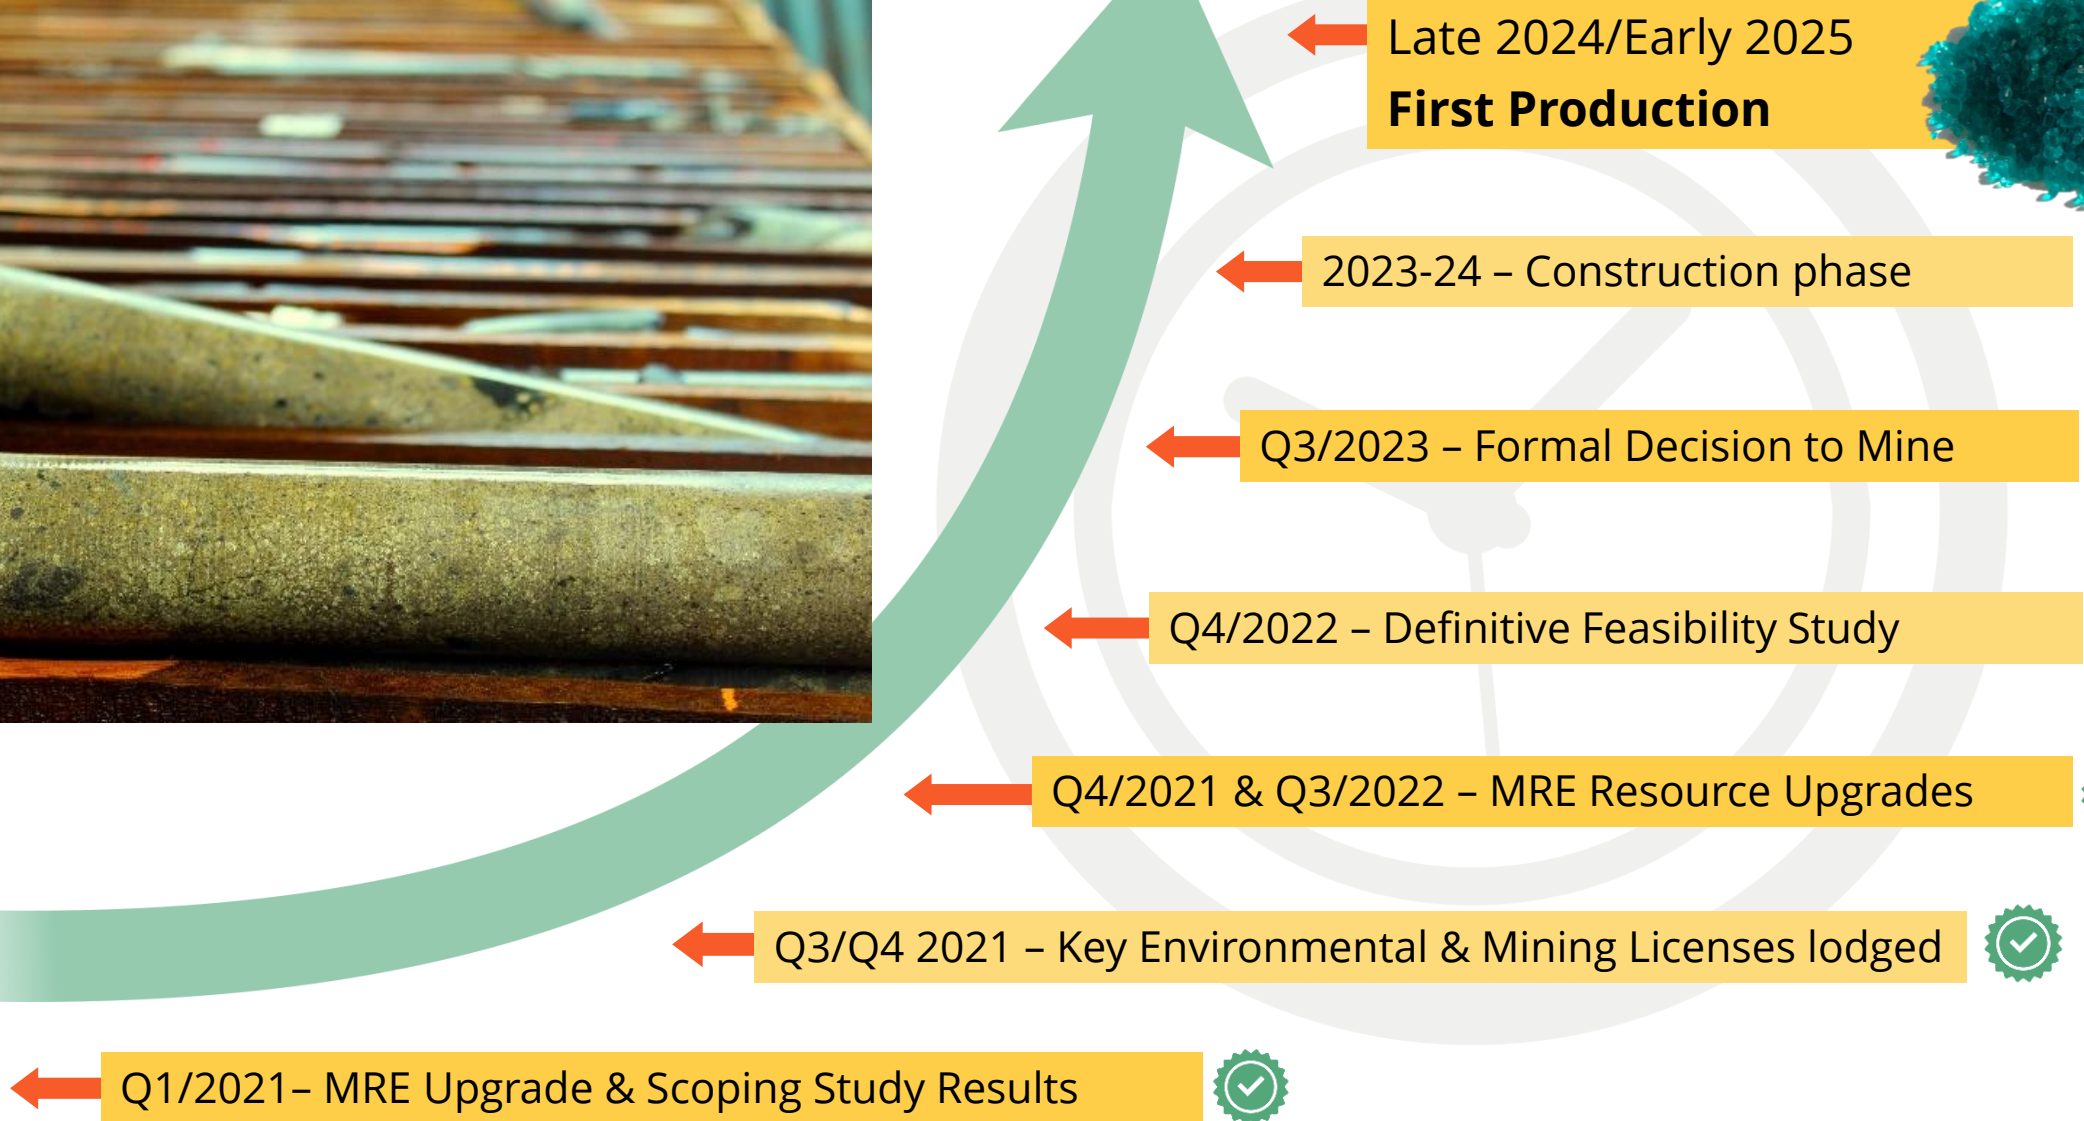 Late 2024/Early 2025
First Production
2023-24 – Construction phase
Q3/2023 – Formal Decision to Mine
Q4/2022 – Definitive Feasibility Study
Q4/2021 & Q3/2022 – MRE Resource Upgrades
Q3/Q4 2021 – Key Environmental & Mining Licenses lodged
Q1/2021– MRE Upgrade & Scoping Study Results